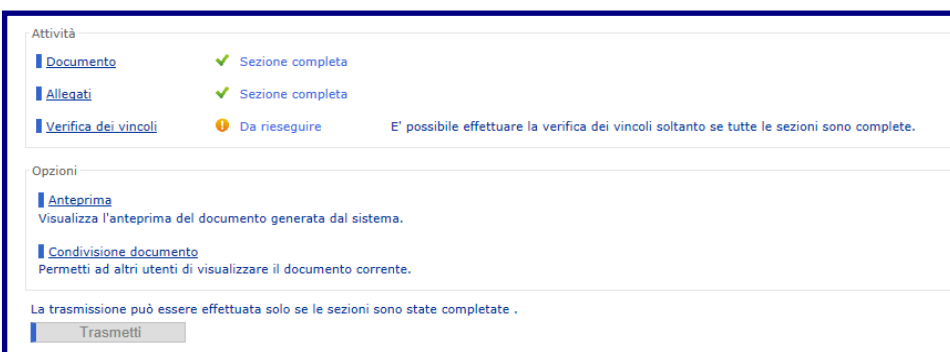 Attività
Documento Sezione completa
Allegati Sezione completa
Verifica dei vincoli Da rieseguire E' possibile effettuare la verifica dei vincoli soltanto se tutte le sezioni sono complete.
Opzioni
Anteprima
Visualizza l'anteprima del documento generata dal sistema.
Condivisione documento
Permetti ad altri utenti di visualizzare il documento corrente.
La trasmissione può essere effettuata solo se le sezioni sono state completate .
Trasmetti